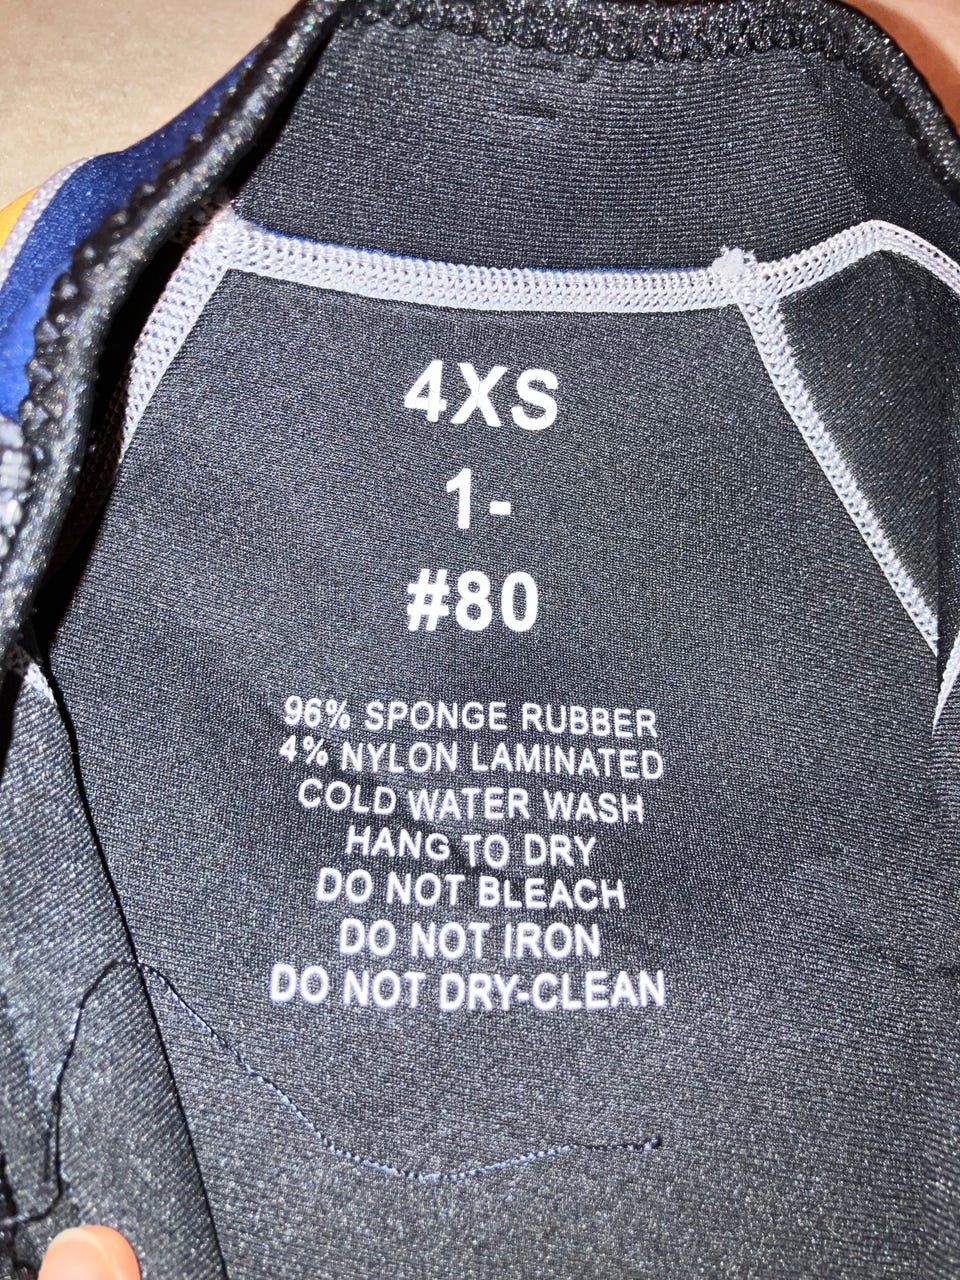 4XS
1-
#80
96% SPONGE RUBBER
4% NYLON LAMINATED
COLD WATER WASH
HANG TO DRY
DO NOT BLEACH
DO NOT IRON
DO NOT DRY-CLEAN